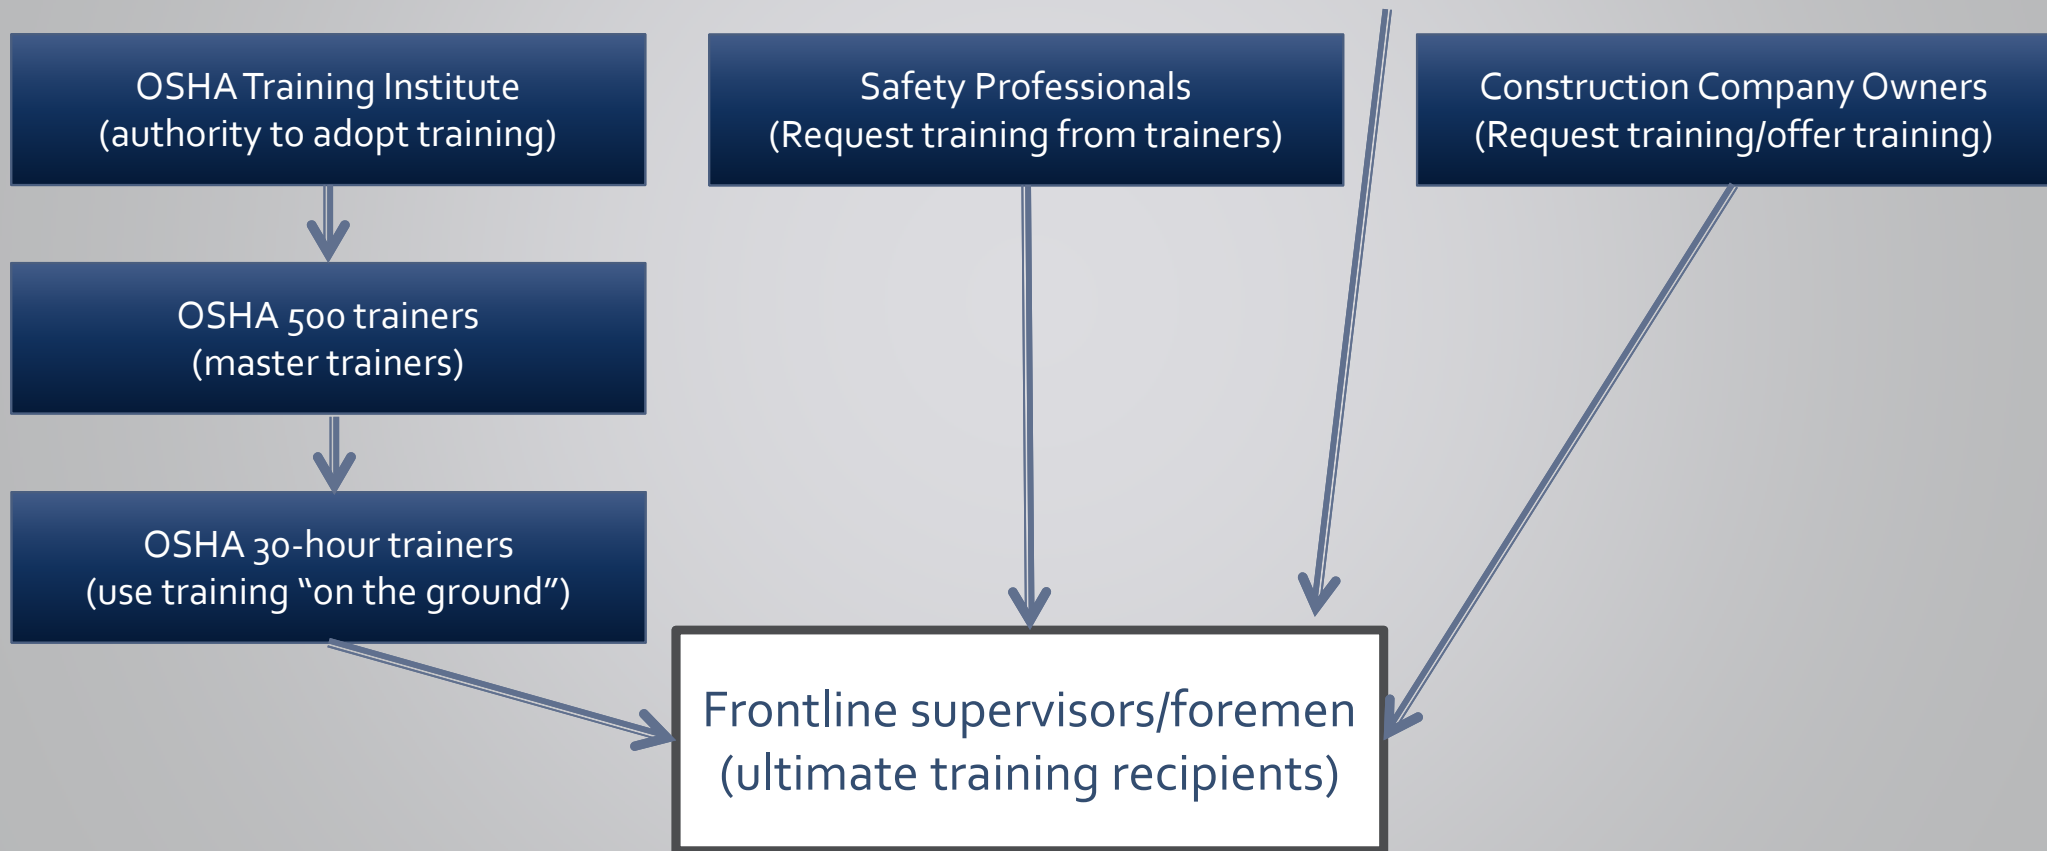 OSHA Training Institute
(authority to adopt training)
Safety Professionals
(Request training from trainers)
Construction Company Owners
(Request training/offer training)
OSHA 500 trainers
(master trainers)
OSHA 30-hour trainers
(use training “on the ground”)
Frontline supervisors/foremen
(ultimate training recipients)